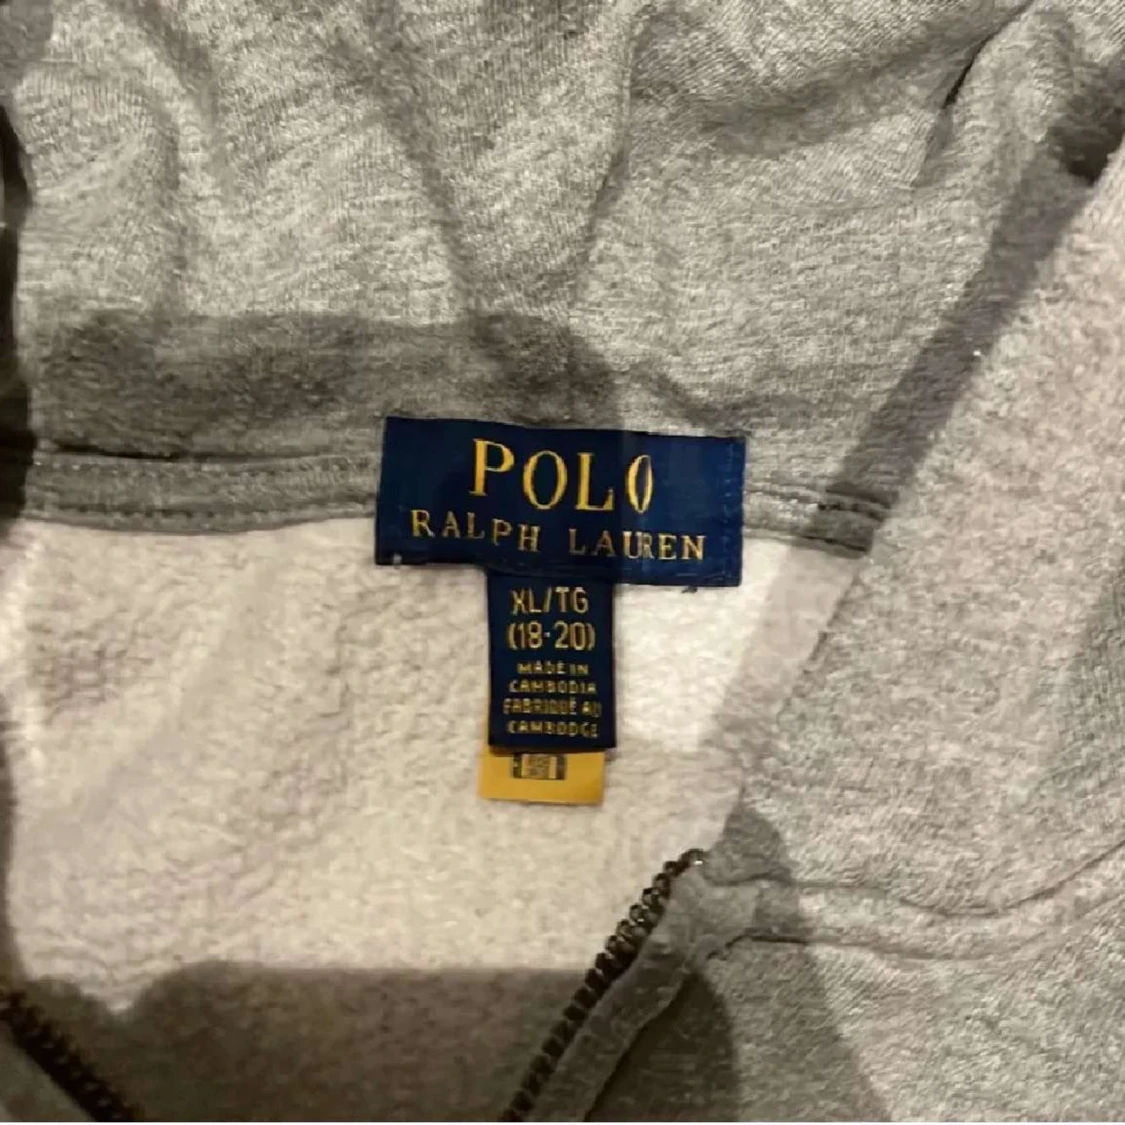 POLO
RALPH LAUREN
XL/TG
(18-20)
MADE IN
CAMBODIA
FABRIQUÉ AU
CAMBODGE